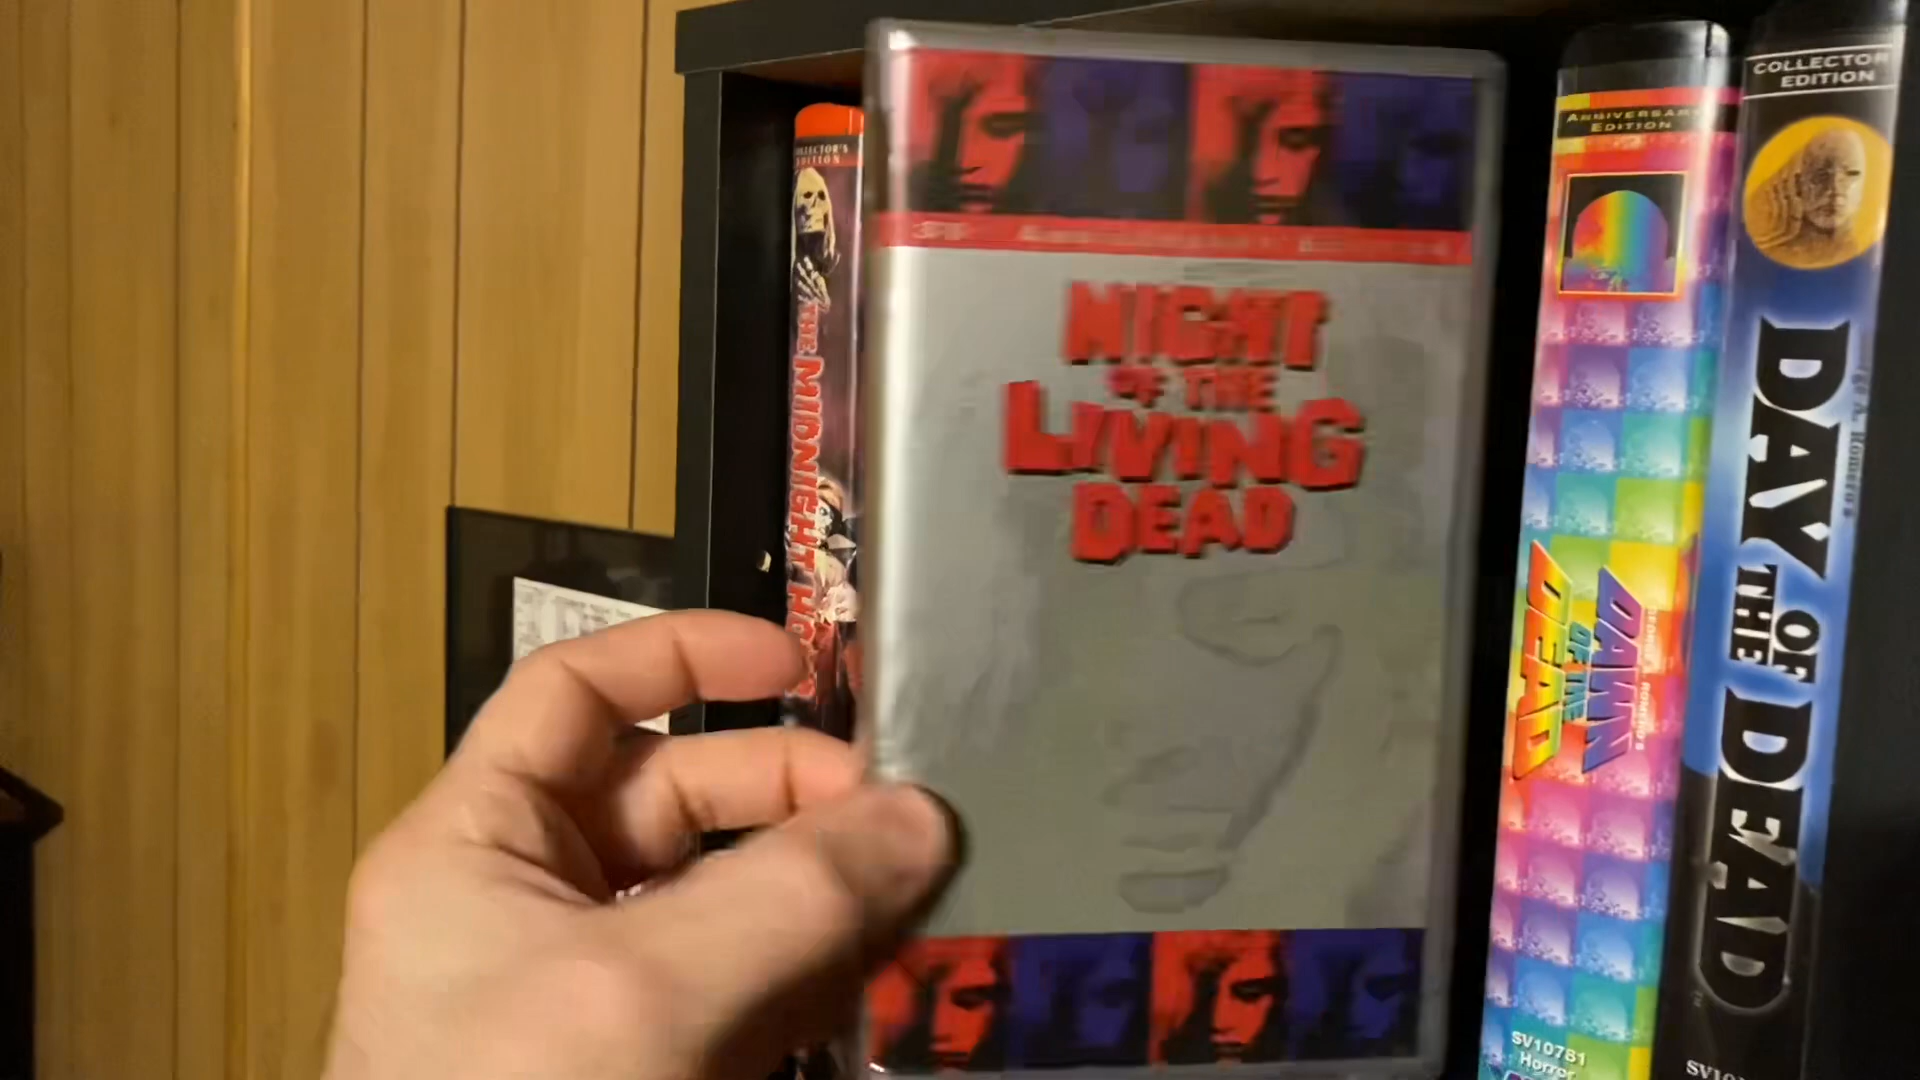 COLLECTOR'S
EDITION
THE MIDNIGHT
NIGHT
OF THE
LIVING
DEAD
ANNIVERSARY
EDITION
DAWN
OF THE
DEAD
SV10781
Horror
COLLECTOR
EDITION
DAY OF
THE DEAD